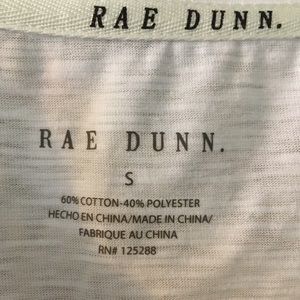 RAE DUNN.
RAE DUNN.
S
60% COTTON-40% POLYESTER
HECHO EN CHINA/MADE IN CHINA/
FABRIQUE AU CHINA
RN# 125288